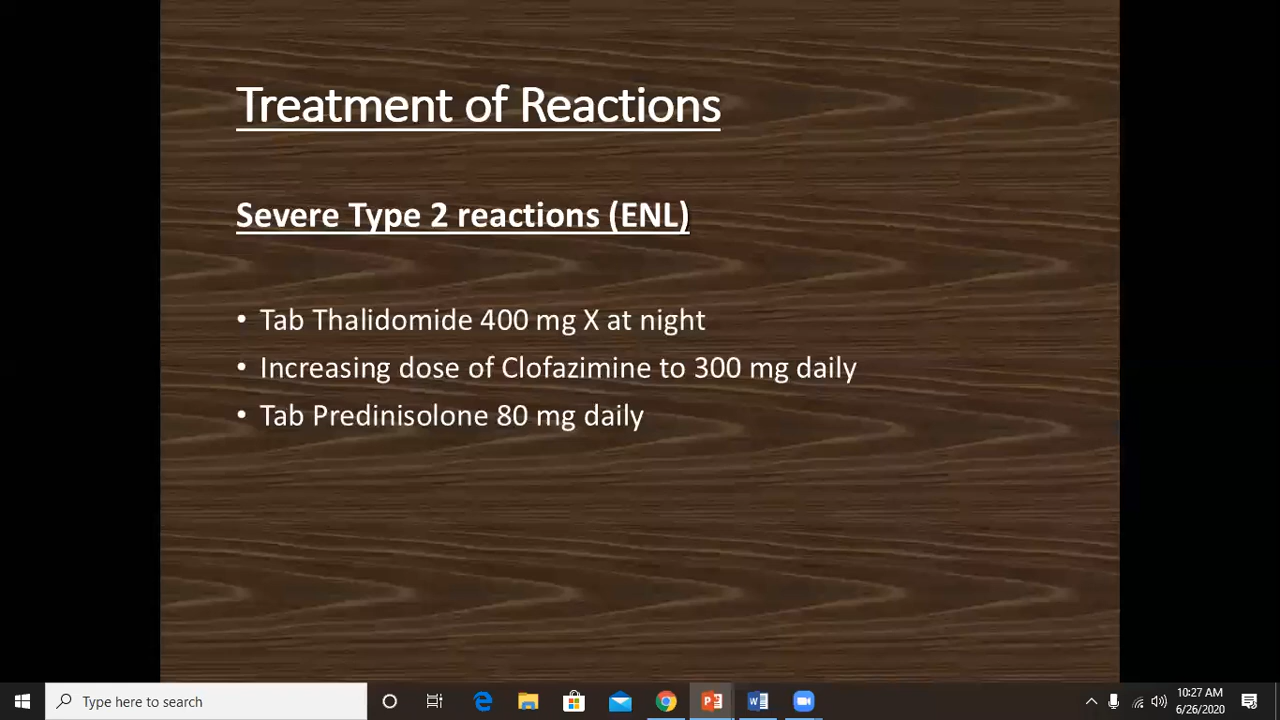 Treatment of Reactions
Severe Type 2 reactions (ENL)
• Tab Thalidomide 400 mg X at night
• Increasing dose of Clofazimine to 300 mg daily
• Tab Predinisolone 80 mg daily
Type here to search
10:27 AM
6/26/2020